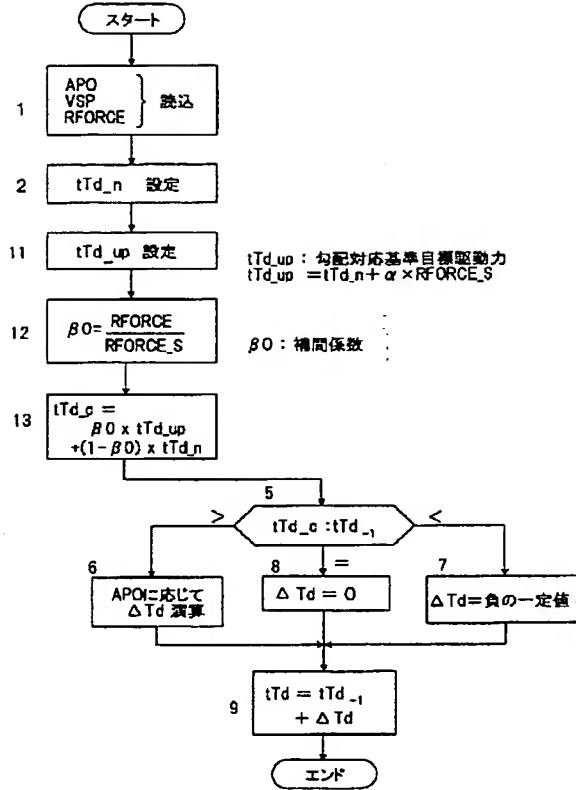 スタート
1
APO
VSP
RFORCE
読込
2
tTd_n 設定
11
tTd_up 設定
tTd_up : 勾配対応基準目標駆動力
tTd_up =tTd_n+α×RFORCE_S
12
β0= RFORCE
RFORCE_S
β0 : 補間係数
13
tTd_c =
β0 x tTd_up
+(1-β0) x tTd_n
5
> tTd_c : tTd -1 <
=
6
APOに応じて
ΔTd 演算
8
ΔTd = 0
7
ΔTd=負の一定値
9
tTd = tTd -1
+ ΔTd
エンド